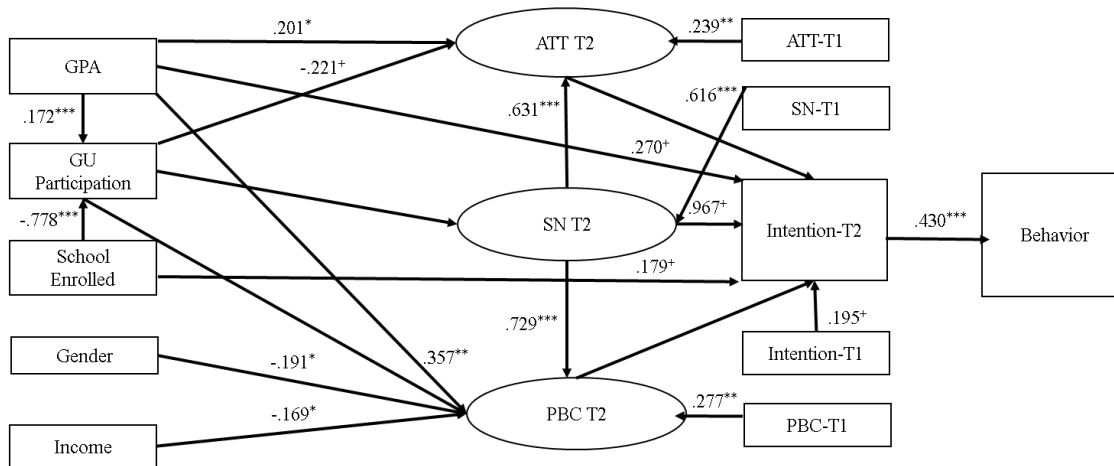 .201*
ATT T2
.239**
ATT-T1
GPA
-.221+
.172***
.631***
.616***
SN-T1
.270+
GU
Participation
SN T2
.967+
Intention-T2
.430***
Behavior
-.778***
School
Enrolled
.179+
.729***
.195+
Gender
-.191*
.357**
Intention-T1
-.169*
PBC T2
.277**
PBC-T1
Income